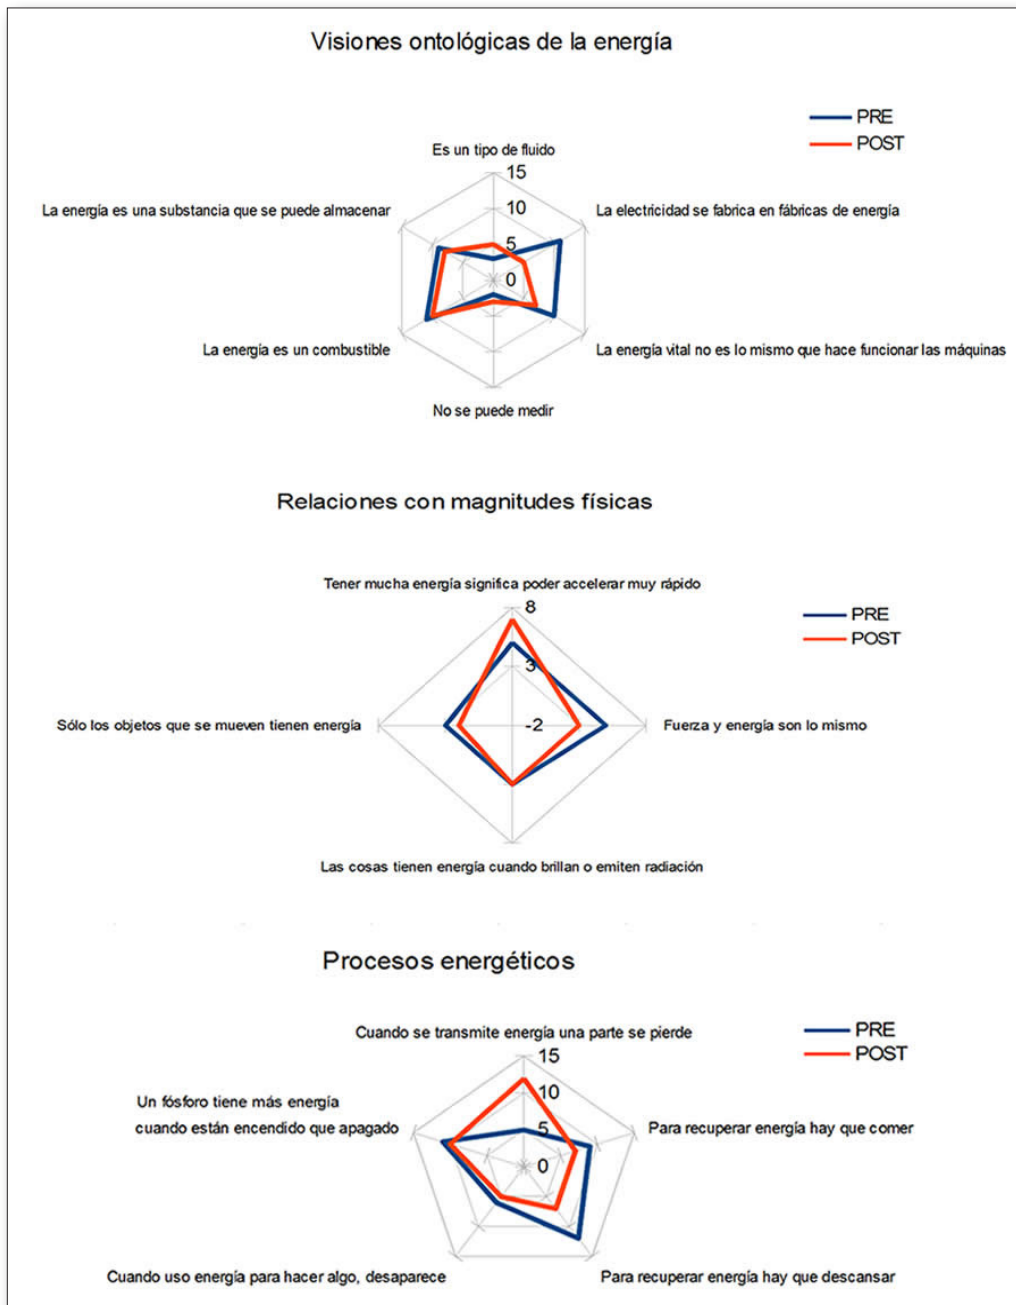 Visiones ontológicas de la energía
PRE
POST
Es un tipo de fluido
15
La energía es una substancia que se puede almacenar
10
La electricidad se fabrica en fábricas de energía
5
0
La energía es un combustible
La energía vital no es lo mismo que hace funcionar las máquinas
No se puede medir
Relaciones con magnitudes físicas
Tener mucha energía significa poder accelerar muy rápido
8
PRE
POST
3
Sólo los objetos que se mueven tienen energía
-2
Fuerza y energía son lo mismo
Las cosas tienen energía cuando brillan o emiten radiación
Procesos energéticos
Cuando se transmite energía una parte se pierde
PRE
POST
15
10
Un fósforo tiene más energía
cuando están encendido que apagado
5
Para recuperar energía hay que comer
0
Cuando uso energía para hacer algo, desaparece
Para recuperar energía hay que descansar